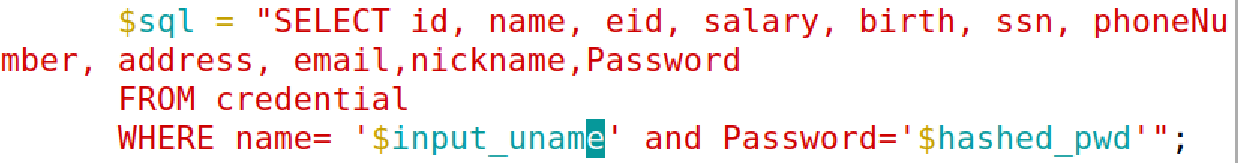 $sql = "SELECT id, name, eid, salary, birth, ssn, phoneNu
mber, address, email,nickname,Password
FROM credential
WHERE name= '$input_uname' and Password='$hashed_pwd'";